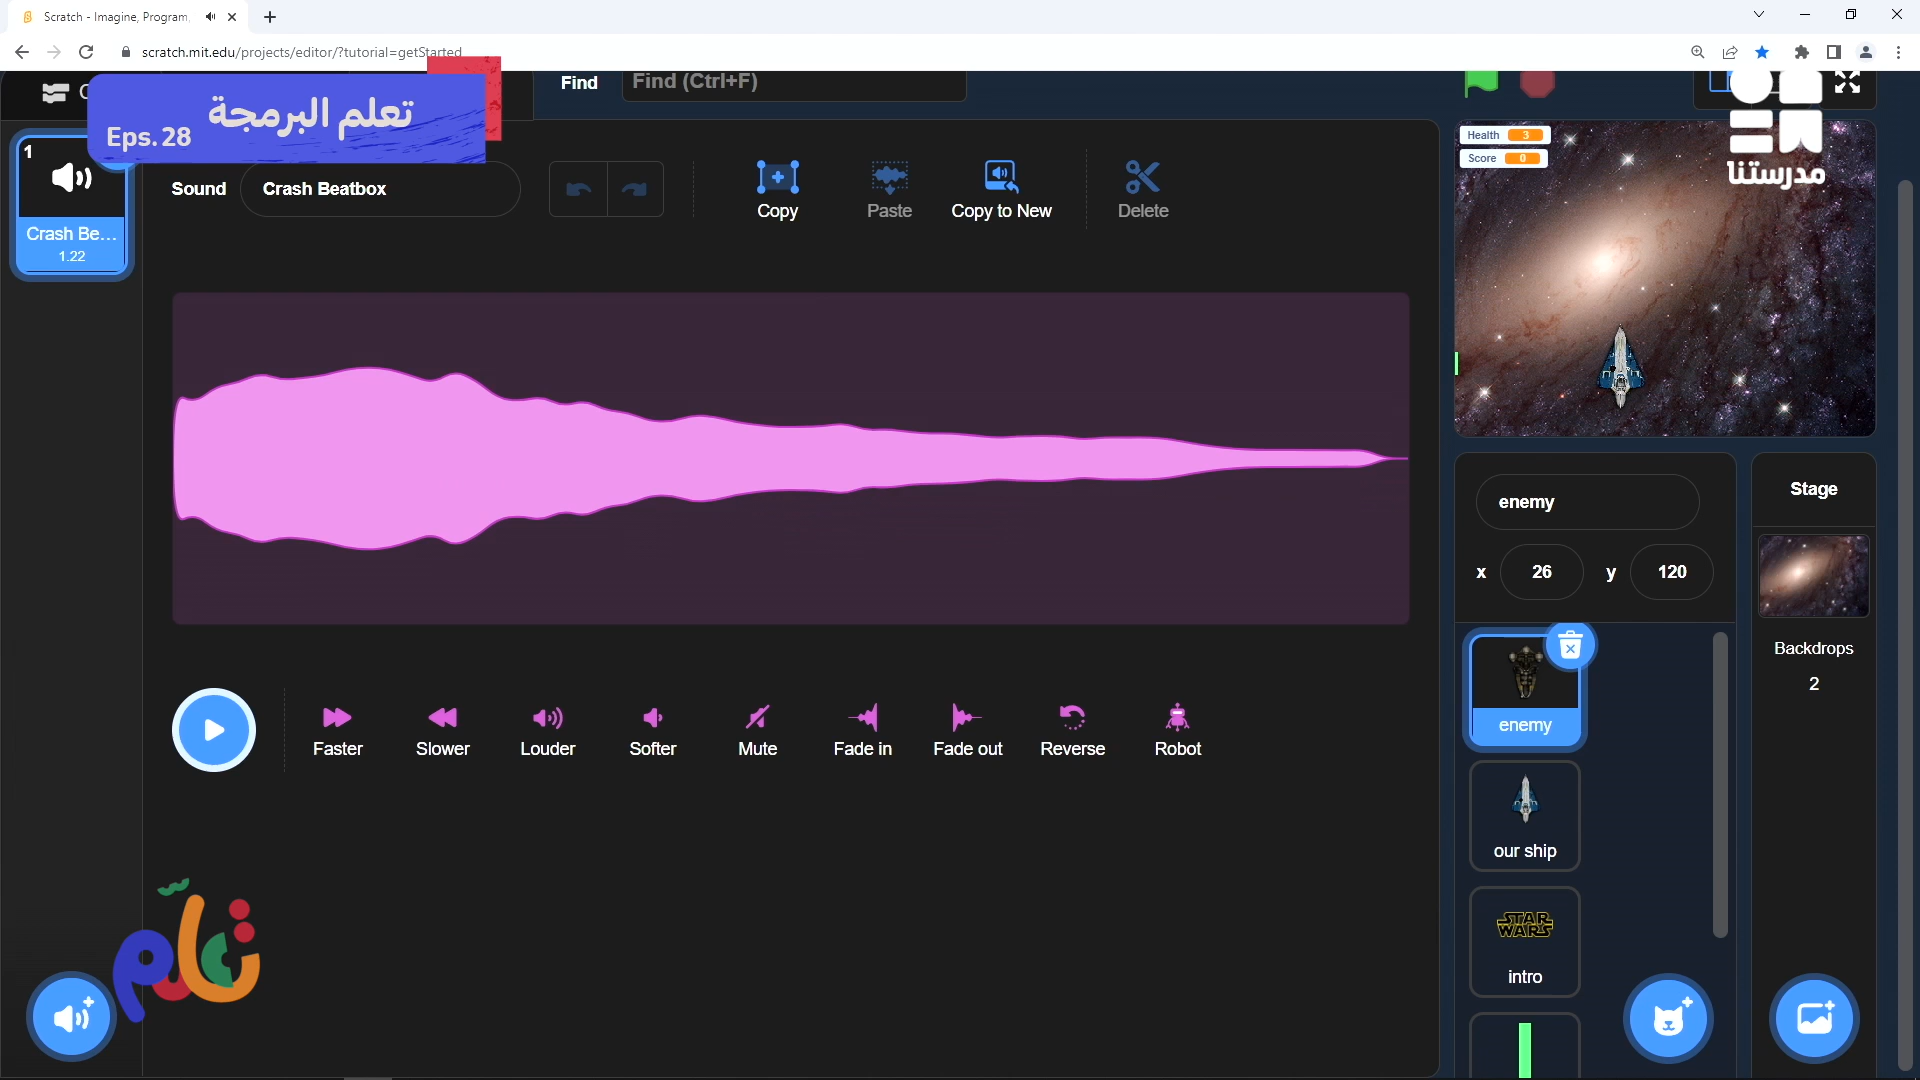 Scratch - Imagine, Program,
scratch.mit.edu/projects/editor/?tutorial=getStarted
تعلم البرمجة
Eps. 28
Find
Find (Ctrl+F)
1
Crash Be...
1.22
Sound
Crash Beatbox
Copy
Paste
Copy to New
Delete
Faster
Slower
Louder
Softer
Mute
Fade in
Fade out
Reverse
Robot
Health 3
Score 0
مدرستنا
enemy
x 26 y 120
enemy
our ship
STAR WARS
intro
Stage
Backdrops
2
نتعلم